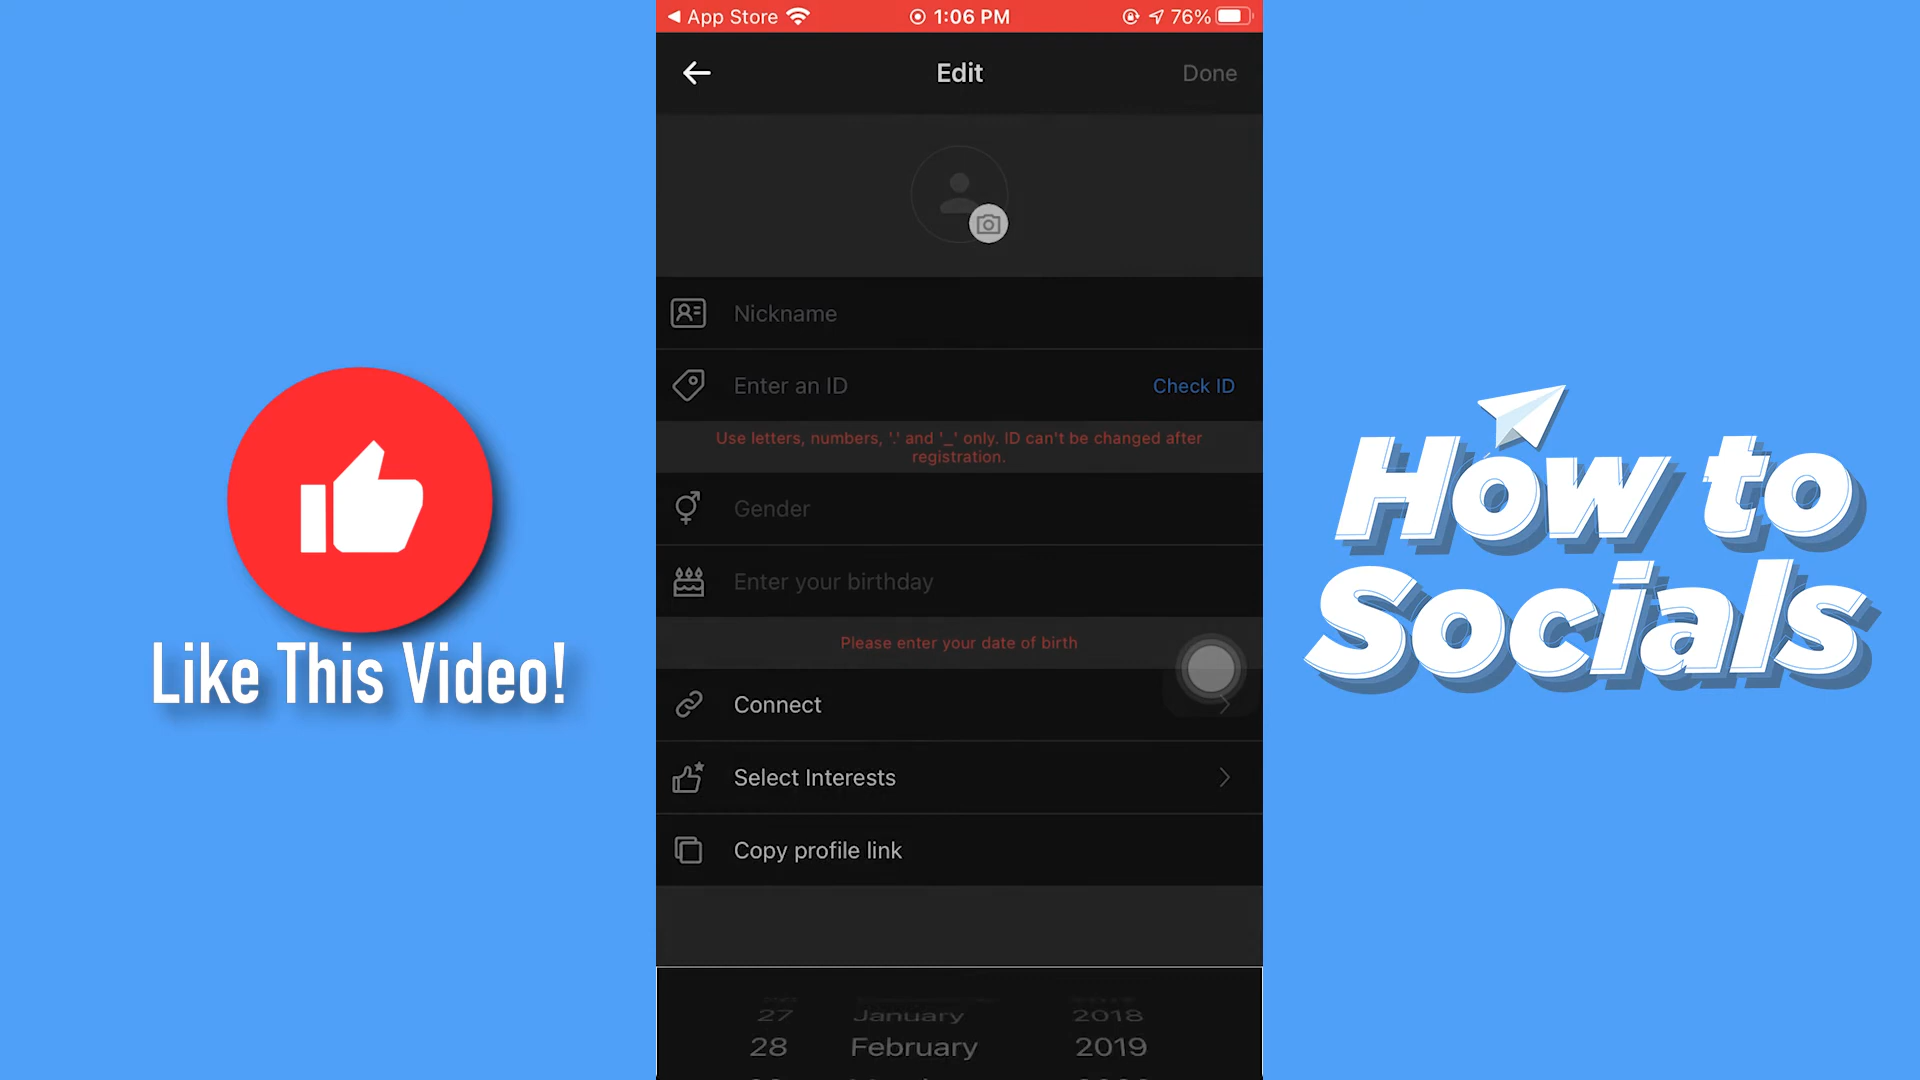 App Store
1:06 PM
76%
Edit
Done
Nickname
Enter an ID
Check ID
Use letters, numbers, '.' and '_' only. ID can't be changed after
registration.
Gender
Enter your birthday
Please enter your date of birth
Connect
Select Interests
Copy profile link
27 January 2018
28 February 2019
Like This Video!
How to
Socials